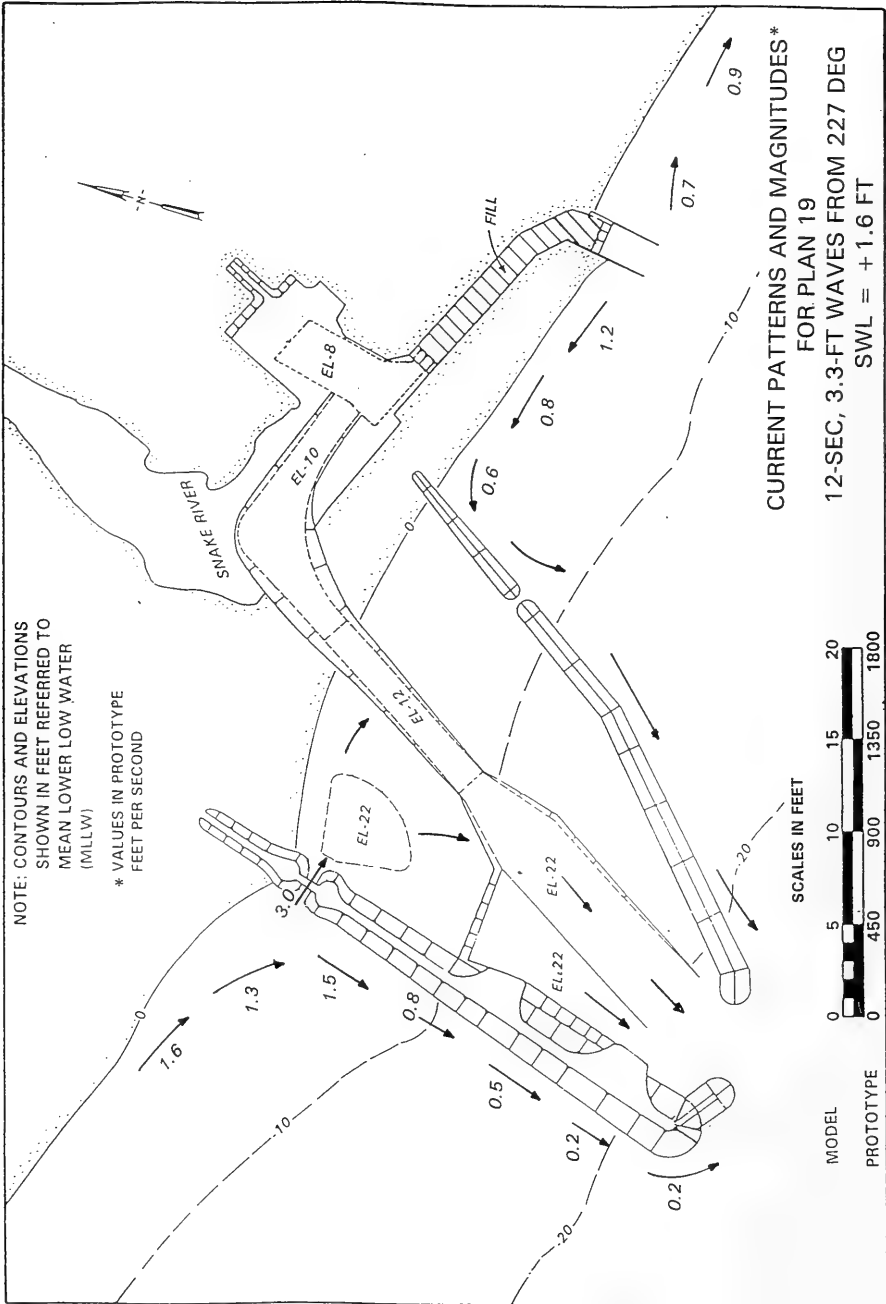 NOTE: CONTOURS AND ELEVATIONS
SHOWN IN FEET REFERRED TO
MEAN LOWER LOW WATER
(MLLW)
* VALUES IN PROTOTYPE
FEET PER SECOND
-N-
SNAKE RIVER
EL-8
EL-10
FILL
EL-12
EL-22
EL-22
EL-22
0
-10
-20
0
-10
-20
1.6
1.3
3.0
1.5
0.8
0.5
0.2
0.2
0.6
0.8
1.2
0.7
0.9
SCALES IN FEET
MODEL 0 5 10 15 20
PROTOTYPE 0 450 900 1350 1800
CURRENT PATTERNS AND MAGNITUDES*
FOR PLAN 19
12-SEC, 3.3-FT WAVES FROM 227 DEG
SWL = +1.6 FT